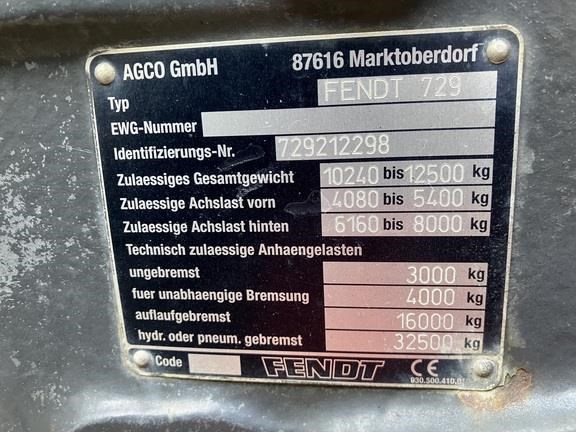 AGCO GmbH 87616 Marktoberdorf
Typ FENDT 729
EWG-Nummer
Identifizierungs-Nr. 729212298
Zulaessiges Gesamtgewicht 10240 bis 12500 kg
Zulaessige Achslast vorn 4080 bis 5400 kg
Zulaessige Achslast hinten 6160 bis 8000 kg
Technisch zulaessige Anhaengelasten
ungebremst 3000 kg
fuer unabhaengige Bremsung 4000 kg
auflaufgebremst 16000 kg
hydr. oder pneum. gebremst 32500 kg
Code FENDT CE